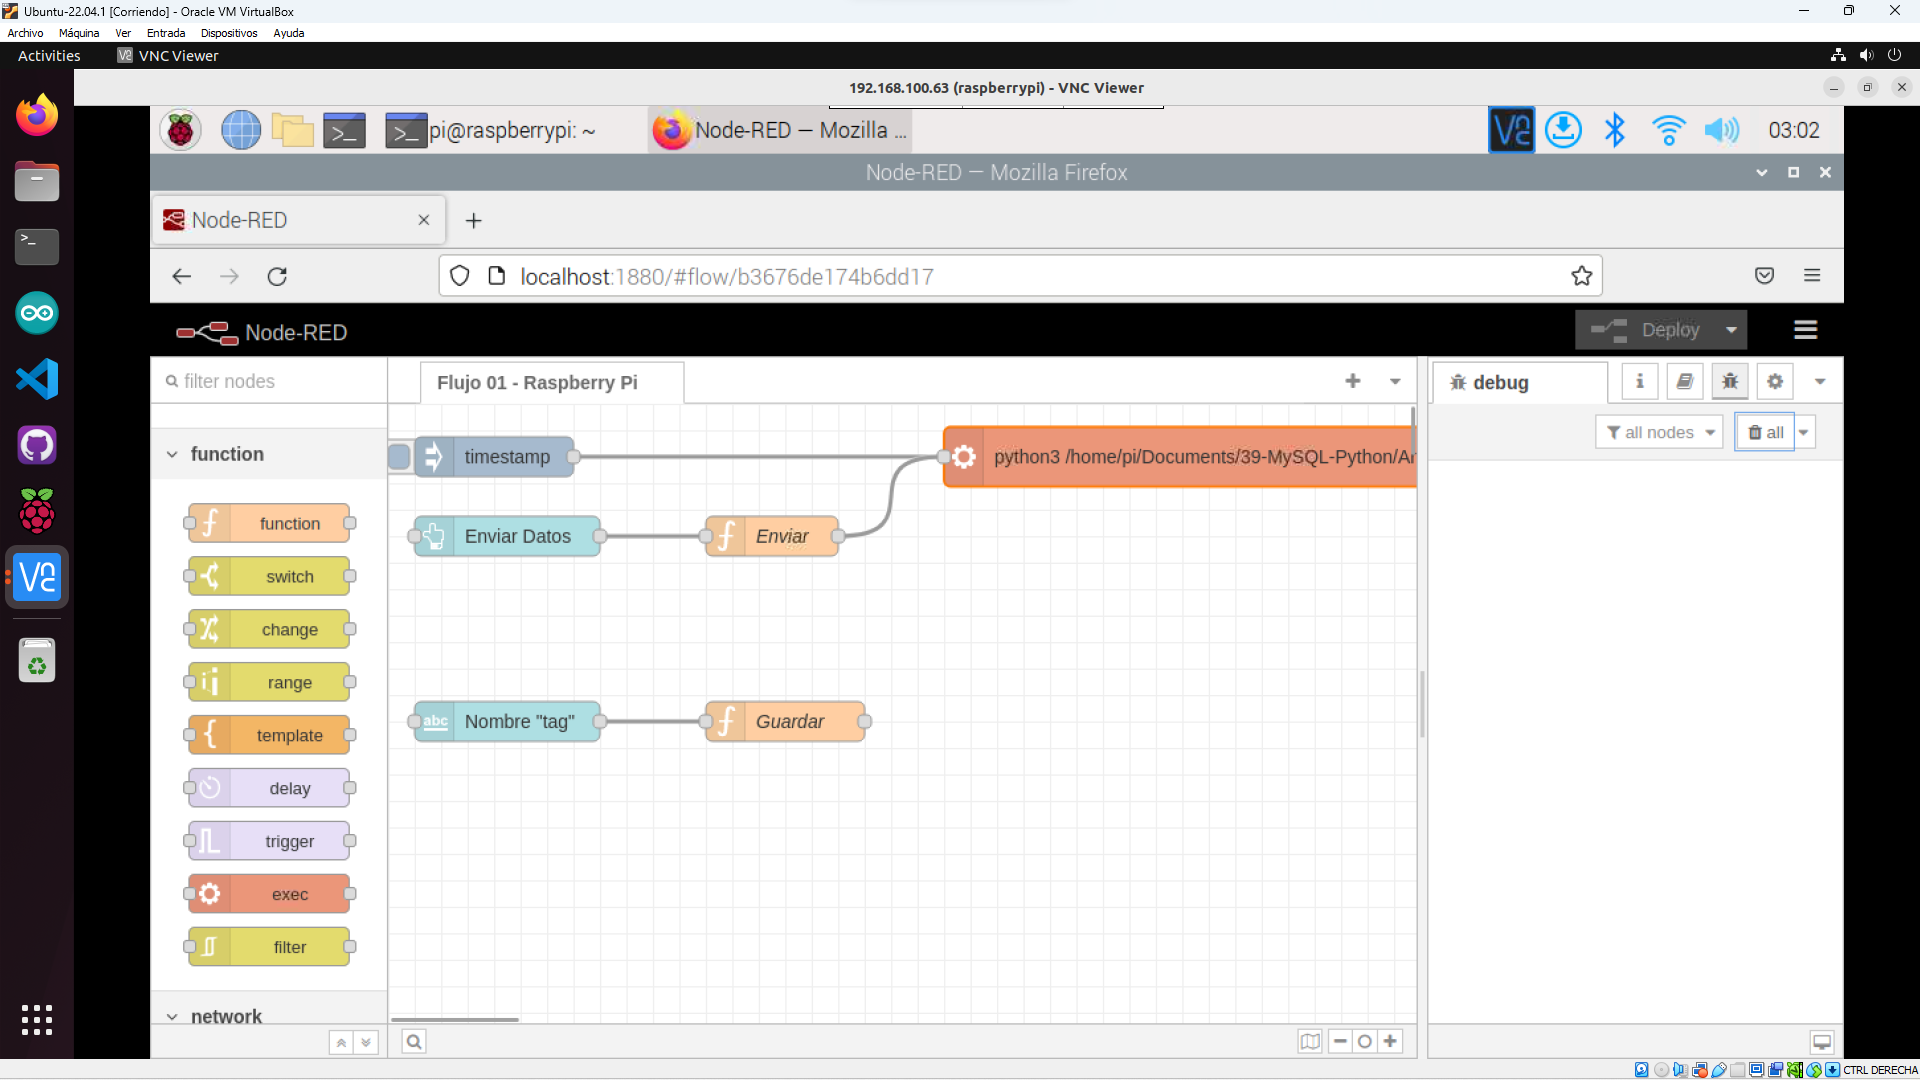 Ubuntu-22.04.1 [Corriendo] - Oracle VM VirtualBox
Archivo Máquina Ver Entrada Dispositivos Ayuda
Activities VNC Viewer
192.168.100.63 (raspberrypi) - VNC Viewer
pi@raspberrypi: ~ Node-RED — Mozilla ... 03:02
Node-RED — Mozilla Firefox
Node-RED
localhost:1880/#flow/b3676de174b6dd17
Node-RED Deploy
filter nodes Flujo 01 - Raspberry Pi debug
all nodes all
function
timestamp python3 /home/pi/Documents/39-MySQL-Python/Ar
function
Enviar Datos Enviar
switch
change
range
abc Nombre "tag" Guardar
template
delay
trigger
exec
filter
network
CTRL DERECHA